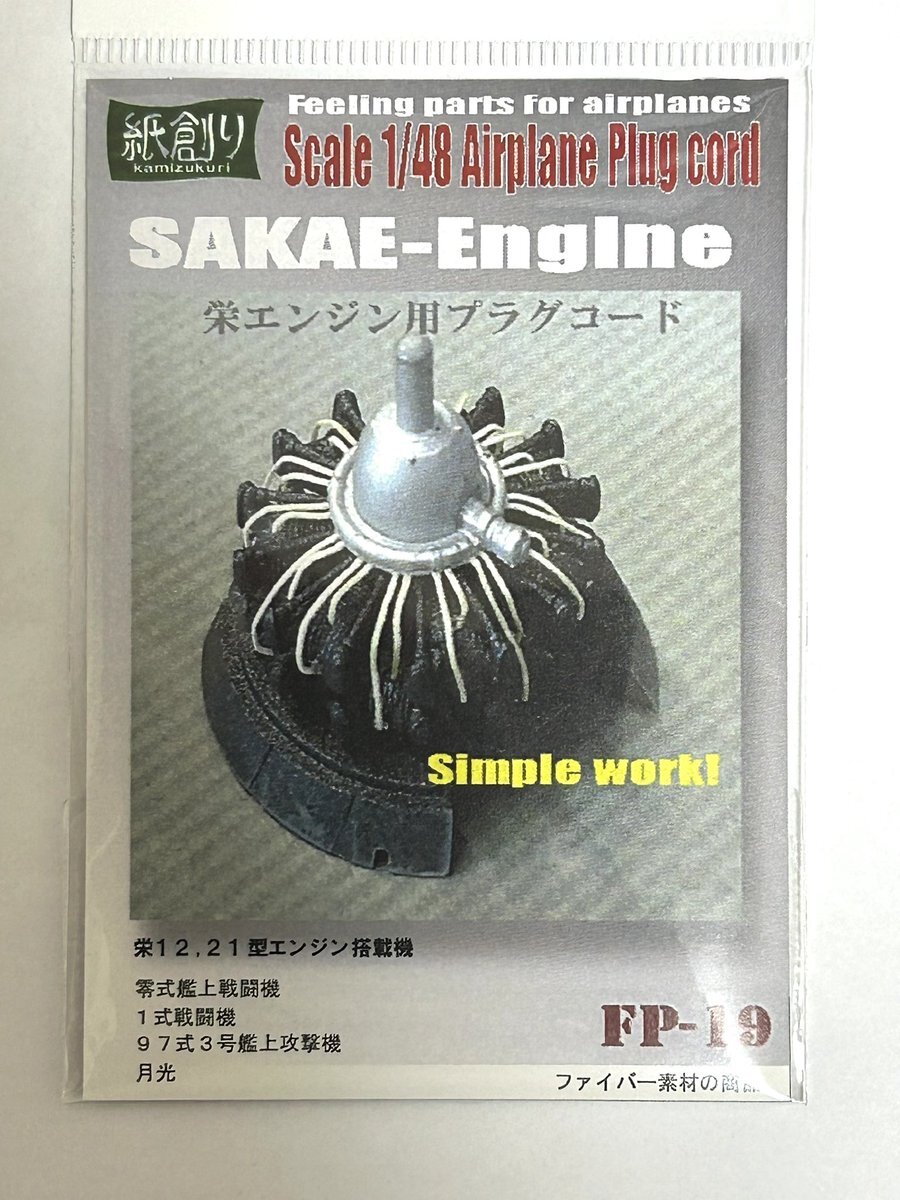 紙創り
kamizukuri
Feeling parts for airplanes
Scale 1/48 Airplane Plug cord
SAKAE-EngIne
栄エンジン用プラグコード
Simple work!
栄１２,２１型エンジン搭載機
零式艦上戦闘機
１式戦闘機
９７式３号艦上攻撃機
月光
FP-19
ファイバー素材の商品